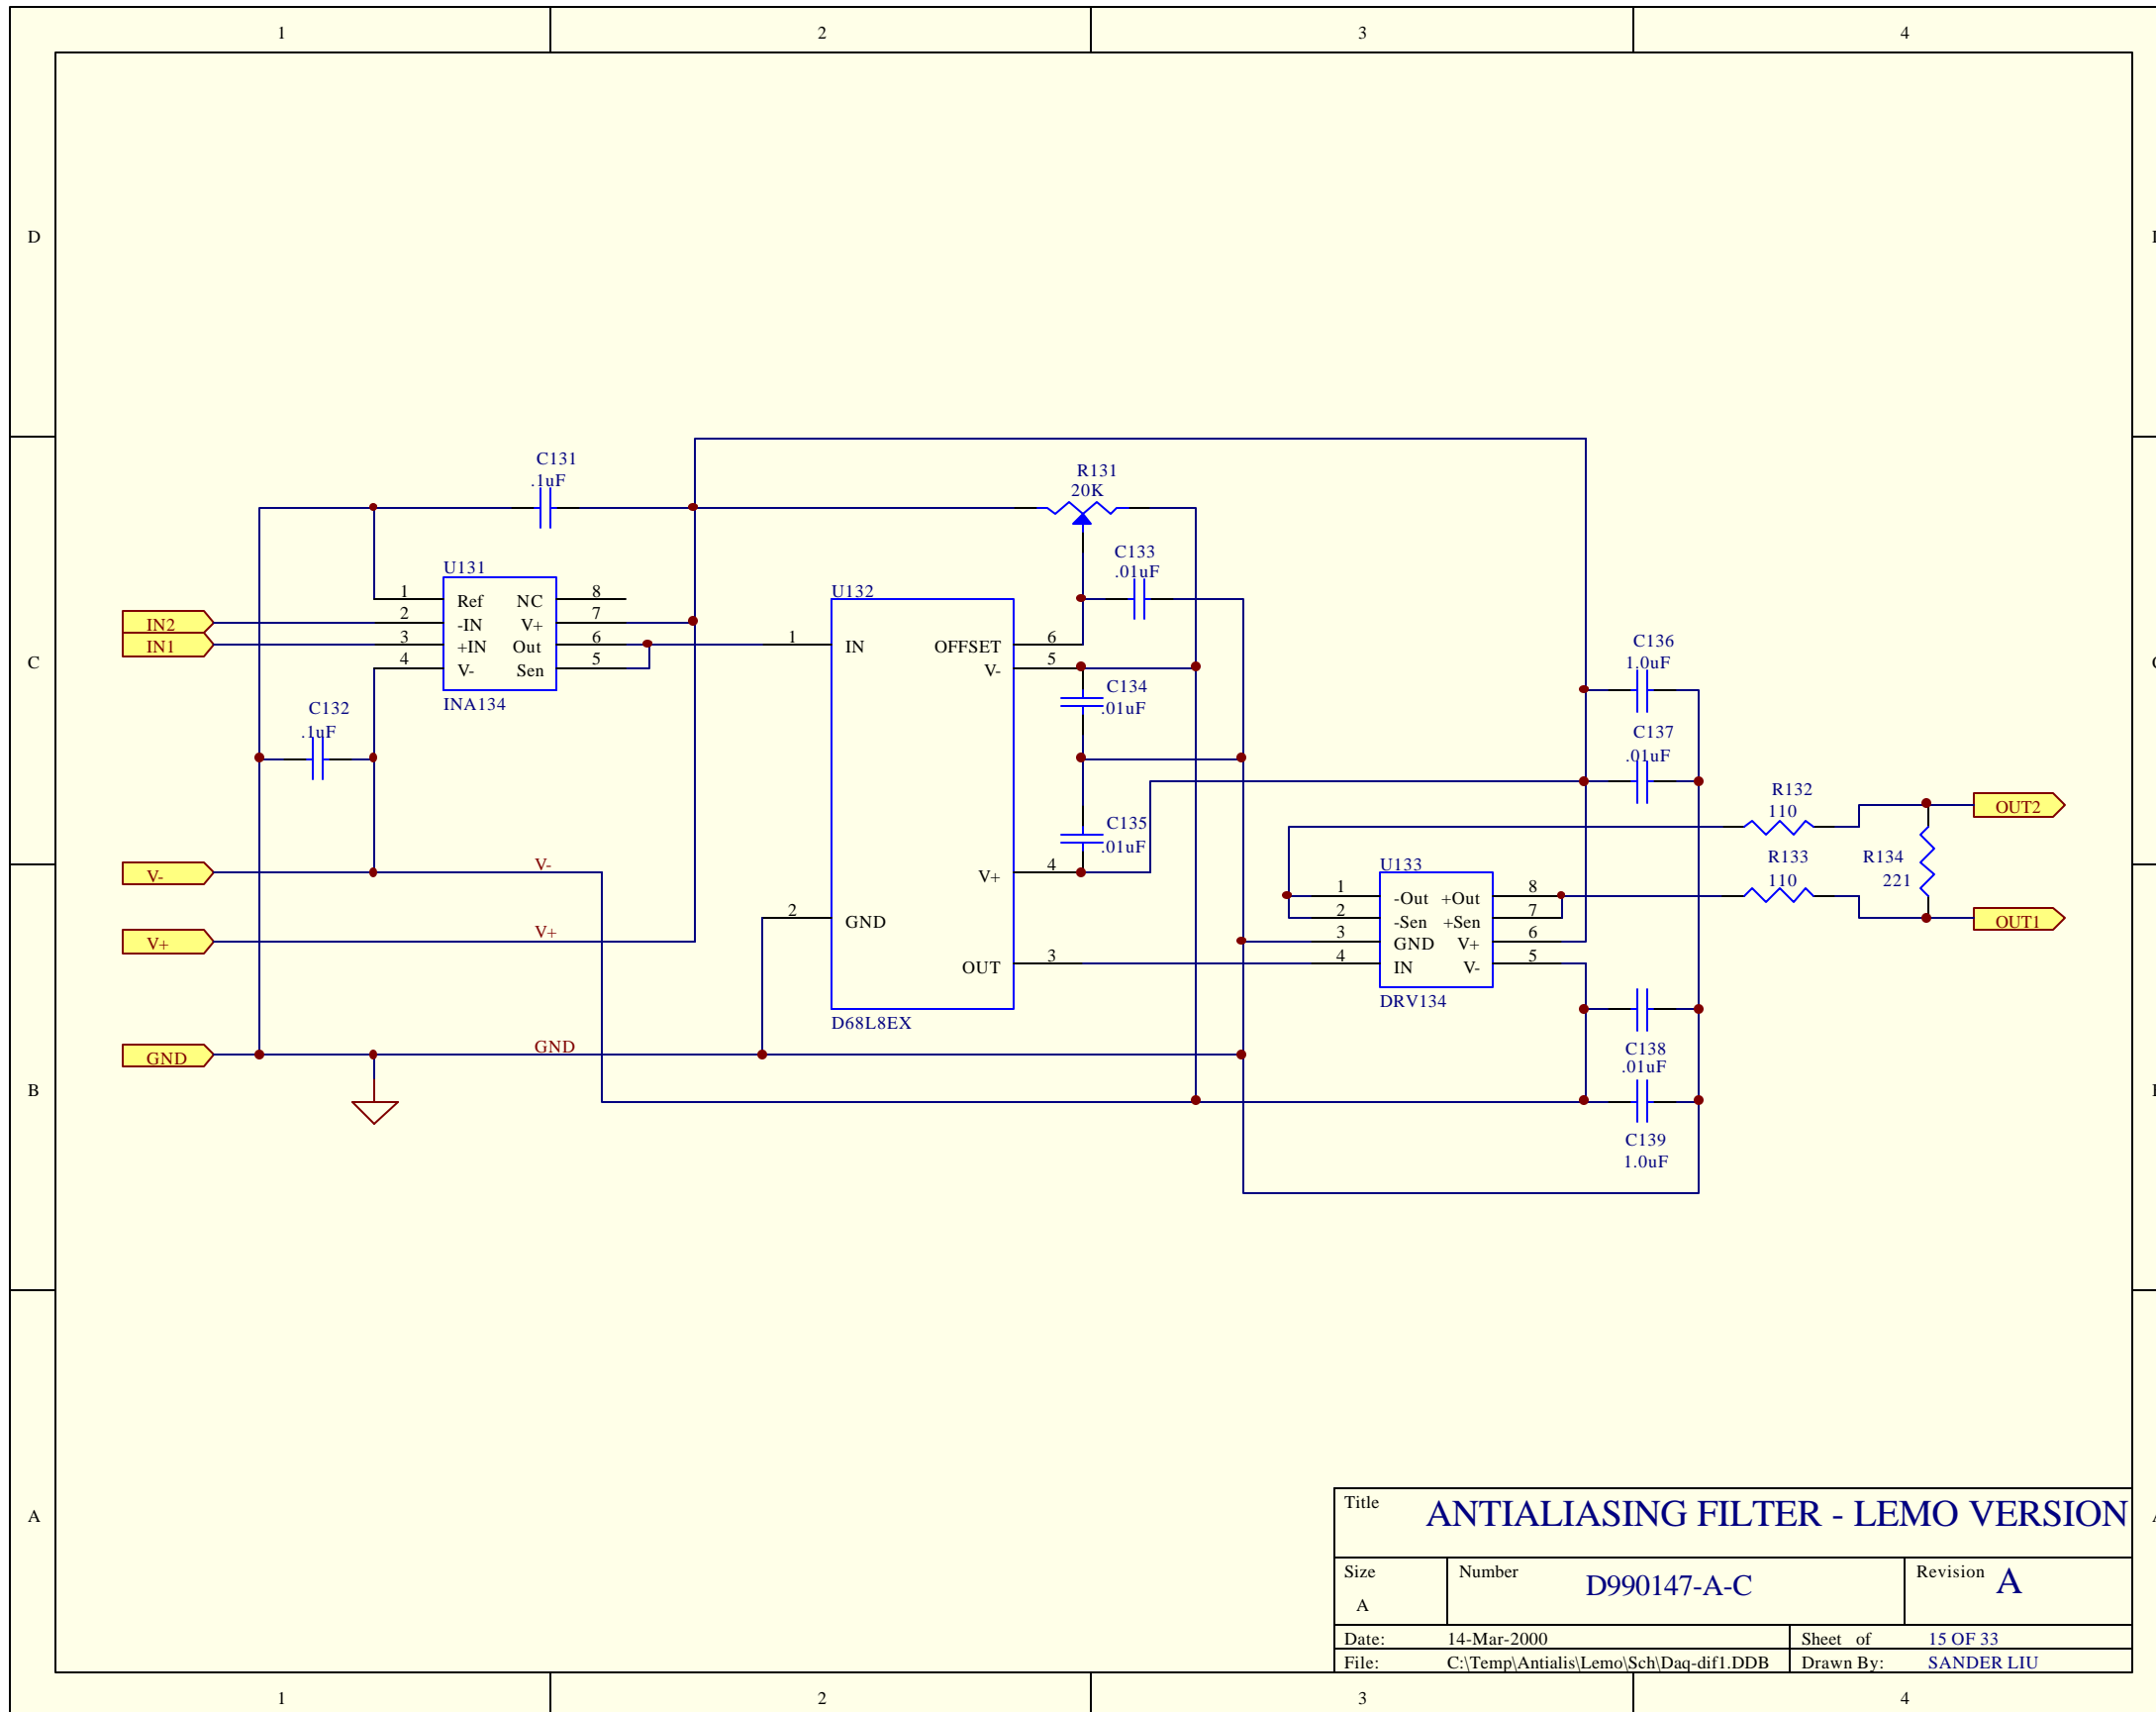 1 2 3 4
D
C131
.1uF
R131
20K
C133
.01uF
U131
1 Ref NC 8
2 -IN V+ 7
3 +IN Out 6
4 V- Sen 5
INA134
IN2
IN1
U132
1 IN OFFSET 6
V- 5
V+ 4
2 GND
OUT 3
D68L8EX
C
C132
.1uF
C134
.01uF
C135
.01uF
C136
1.0uF
C137
.01uF
R132
110
R133
110
R134
221
OUT2
OUT1
U133
1 -Out +Out 8
2 -Sen +Sen 7
3 GND V+ 6
4 IN V- 5
DRV134
V- V-
V+ V+
GND GND
C138
.01uF
C139
1.0uF
B
A
Title ANTIALIASING FILTER - LEMO VERSION
Size A
Number D990147-A-C
Revision A
Date: 14-Mar-2000
Sheet of 15 OF 33
File: C:\Temp\Antialis\Lemo\Sch\Daq-dif1.DDB
Drawn By: SANDER LIU
1 2 3 4